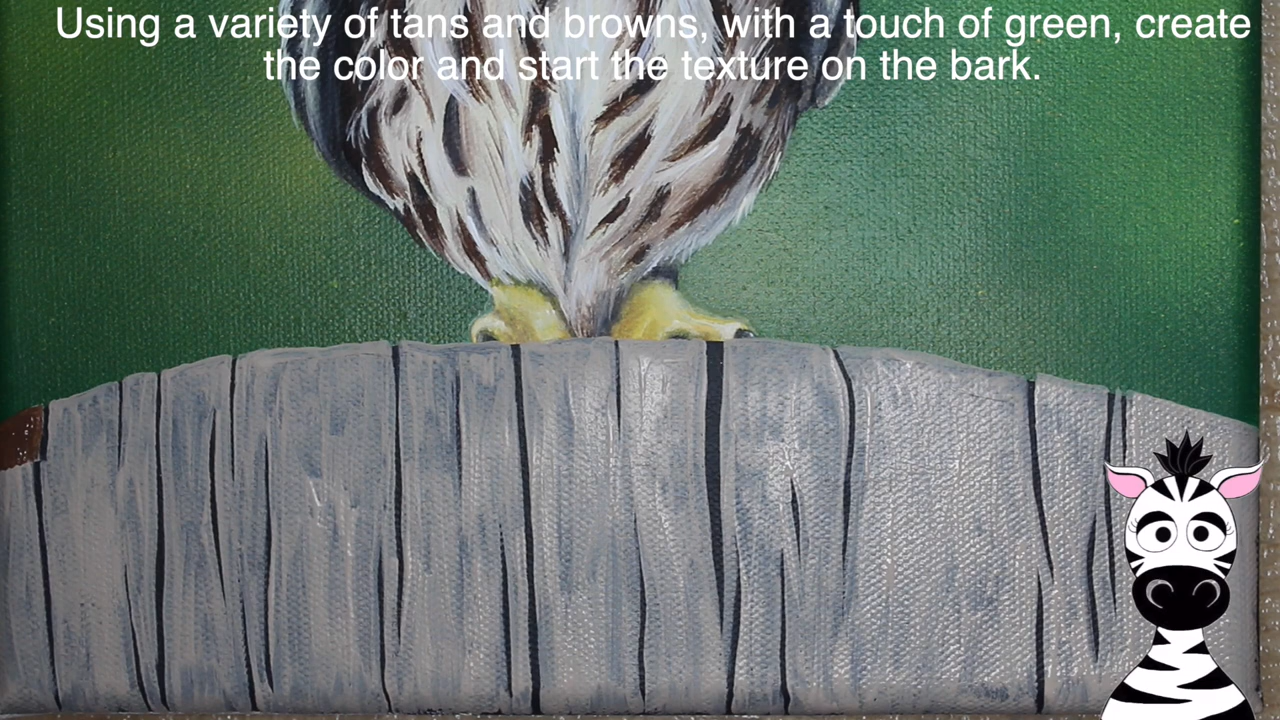 Using a variety of tans and browns, with a touch of green, create
the color and start the texture on the bark.